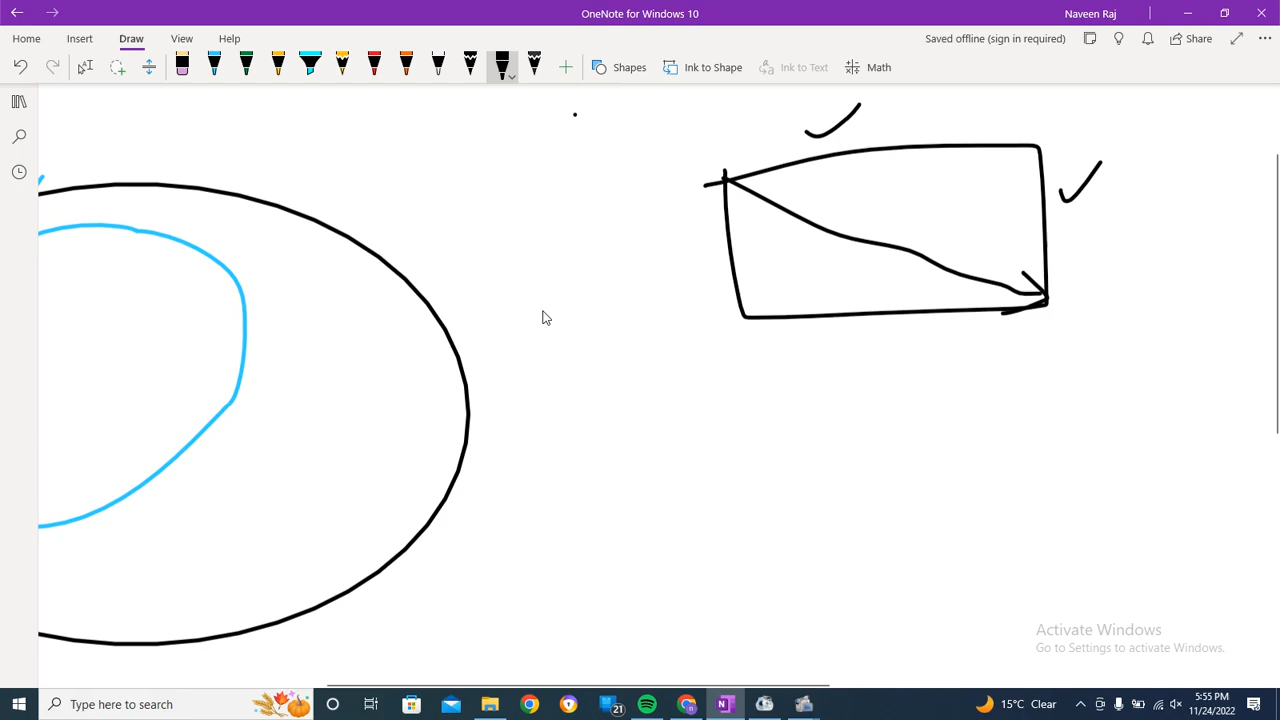 OneNote for Windows 10
Naveen Raj
Home Insert Draw View Help
Saved offline (sign in required) Share
Shapes Ink to Shape Ink to Text Math
Activate Windows
Go to Settings to activate Windows.
Type here to search
21
15°C Clear
5:55 PM
11/24/2022